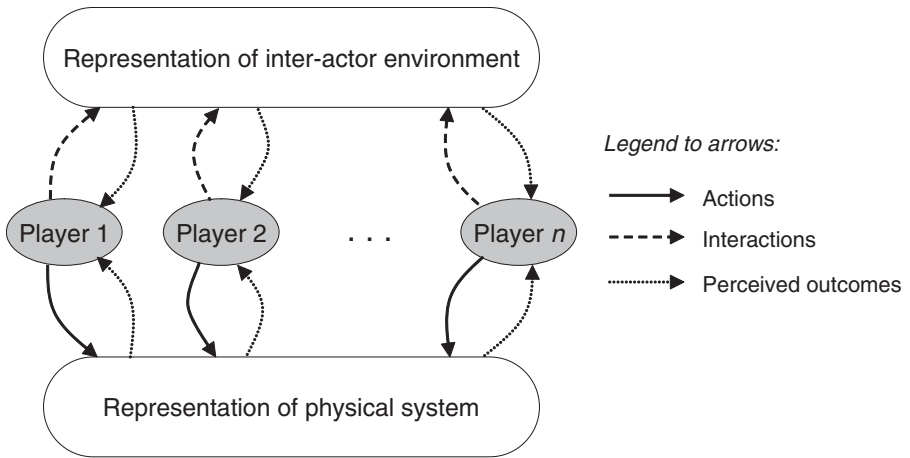 Representation of inter-actor environment
Legend to arrows:
Actions
Player 1 Player 2 . . . Player n
Interactions
Perceived outcomes
Representation of physical system